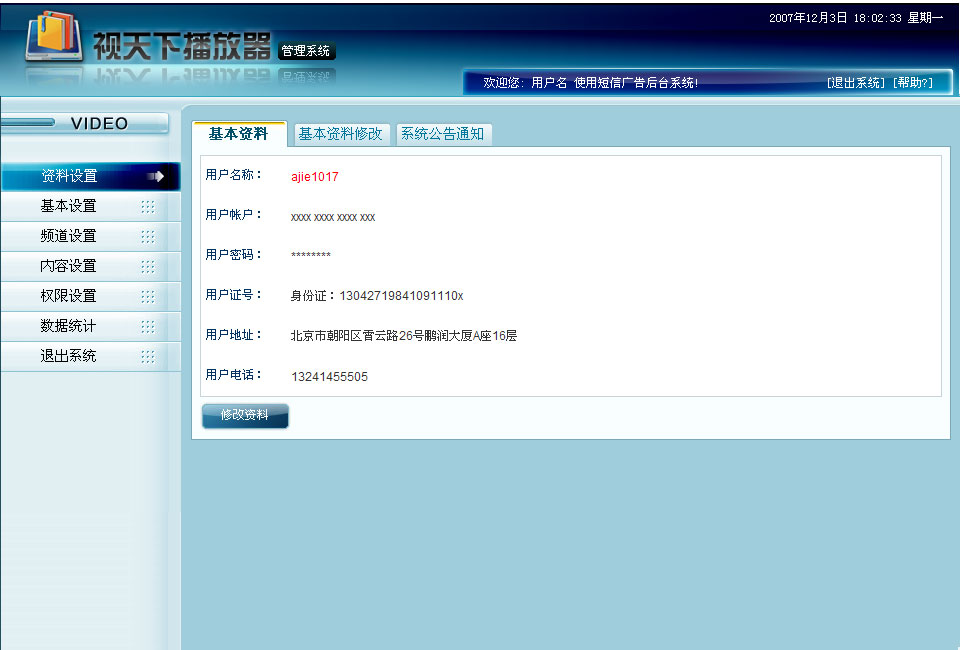 2007年12月3日 18:02:33 星期一
视天下播放器 管理系统
欢迎您: 用户名 使用短信广告后台系统! [退出系统] [帮助?]
VIDEO
资料设置
基本设置
频道设置
内容设置
权限设置
数据统计
退出系统
基本资料 基本资料修改 系统公告通知
用户名称： ajie1017
用户帐户： xxxx xxxx xxxx xxx
用户密码： ********
用户证号： 身份证：13042719841091110x
用户地址： 北京市朝阳区霄云路26号鹏润大厦A座16层
用户电话： 13241455505
修改资料